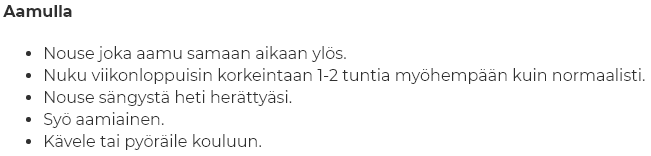 Aamulla
• Nouse joka aamu samaan aikaan ylös.
• Nuku viikonloppuisin korkeintaan 1-2 tuntia myöhempään kuin normaalisti.
• Nouse sängystä heti herättyäsi.
• Syö aamiainen.
• Kävele tai pyöräile kouluun.